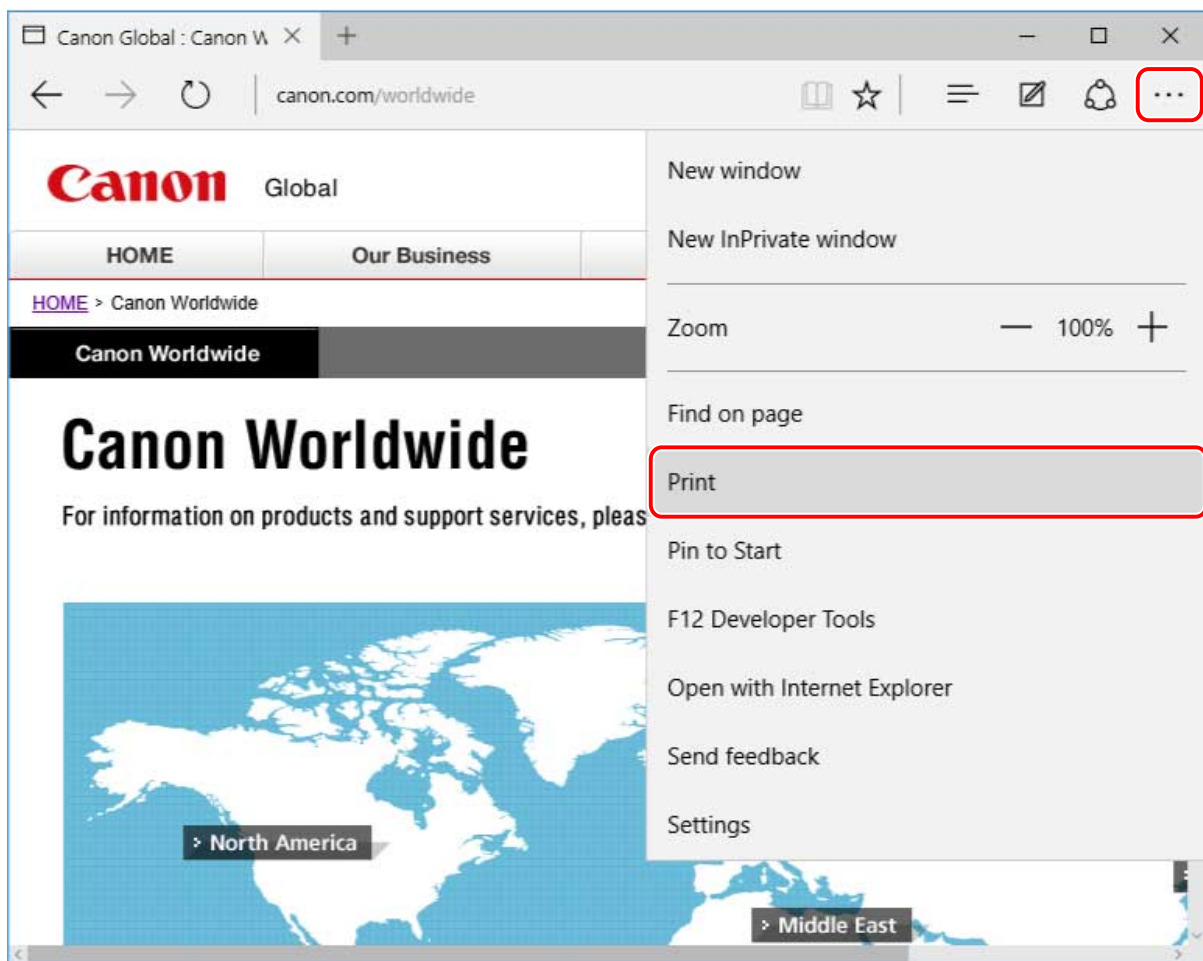 Canon Global : Canon W
canon.com/worldwide
Canon Global
HOME Our Business
HOME > Canon Worldwide
Canon Worldwide
Canon Worldwide
For information on products and support services, pleas
North America
Middle East
New window
New InPrivate window
Zoom 100%
Find on page
Print
Pin to Start
F12 Developer Tools
Open with Internet Explorer
Send feedback
Settings